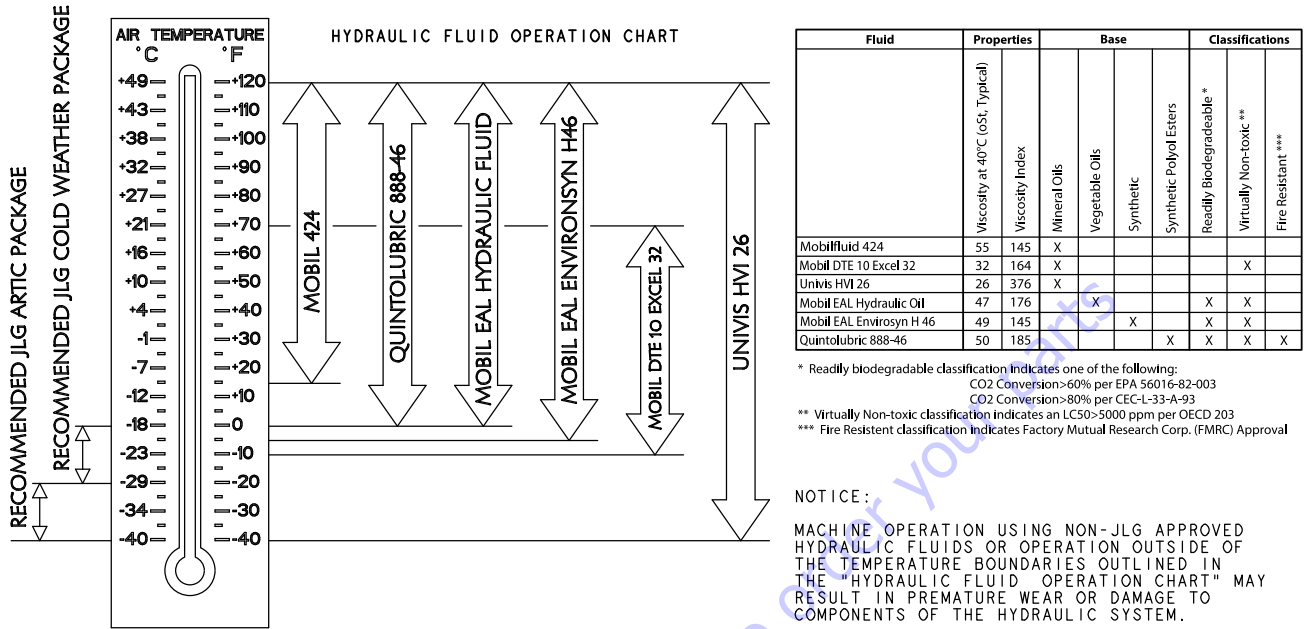 RECOMMENDED JLG ARTIC PACKAGE
RECOMMENDED JLG COLD WEATHER PACKAGE
AIR TEMPERATURE
°C °F
+49 +120
+43 +110
+38 +100
+32 +90
+27 +80
+21 +70
+16 +60
+10 +50
+4 +40
-1 +30
-7 +20
-12 +10
-18 0
-23 -10
-29 -20
-34 -30
-40 -40
HYDRAULIC FLUID OPERATION CHART
MOBIL 424
QUINTOLUBRIC 888-46
MOBIL EAL HYDRAULIC FLUID
MOBIL EAL ENVIRONSYN H46
MOBIL DTE 10 EXCEL 32
UNIVIS HVI 26
Fluid Properties Base Classifications
Viscosity at 40°C (oSt, Typical)
Viscosity Index
Mineral Oils
Vegetable Oils
Synthetic
Synthetic Polyol Esters
Readily Biodegradeable *
Virtually Non-toxic **
Fire Resistant ***
Mobilfluid 424 55 145 X
Mobil DTE 10 Excel 32 32 164 X X
Univis HVI 26 26 376 X
Mobil EAL Hydraulic Oil 47 176 X X X
Mobil EAL Envirosyn H 46 49 145 X X X
Quintolubric 888-46 50 185 X X X X
* Readily biodegradable classification indicates one of the following:
CO2 Conversion>60% per EPA 56016-82-003
CO2 Conversion>80% per CEC-L-33-A-93
** Virtually Non-toxic classification indicates an LC50>5000 ppm per OECD 203
*** Fire Resistent classification indicates Factory Mutual Research Corp. (FMRC) Approval
NOTICE:
MACHINE OPERATION USING NON-JLG APPROVED
HYDRAULIC FLUIDS OR OPERATION OUTSIDE OF
THE TEMPERATURE BOUNDARIES OUTLINED IN
THE "HYDRAULIC FLUID OPERATION CHART" MAY
RESULT IN PREMATURE WEAR OR DAMAGE TO
COMPONENTS OF THE HYDRAULIC SYSTEM.
order your parts